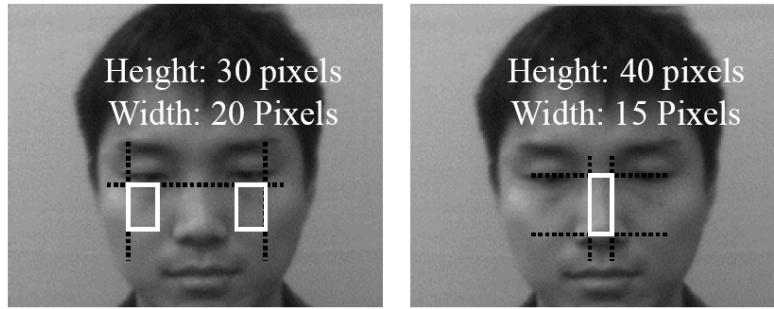 Height: 30 pixels
Width: 20 Pixels
Height: 40 pixels
Width: 15 Pixels